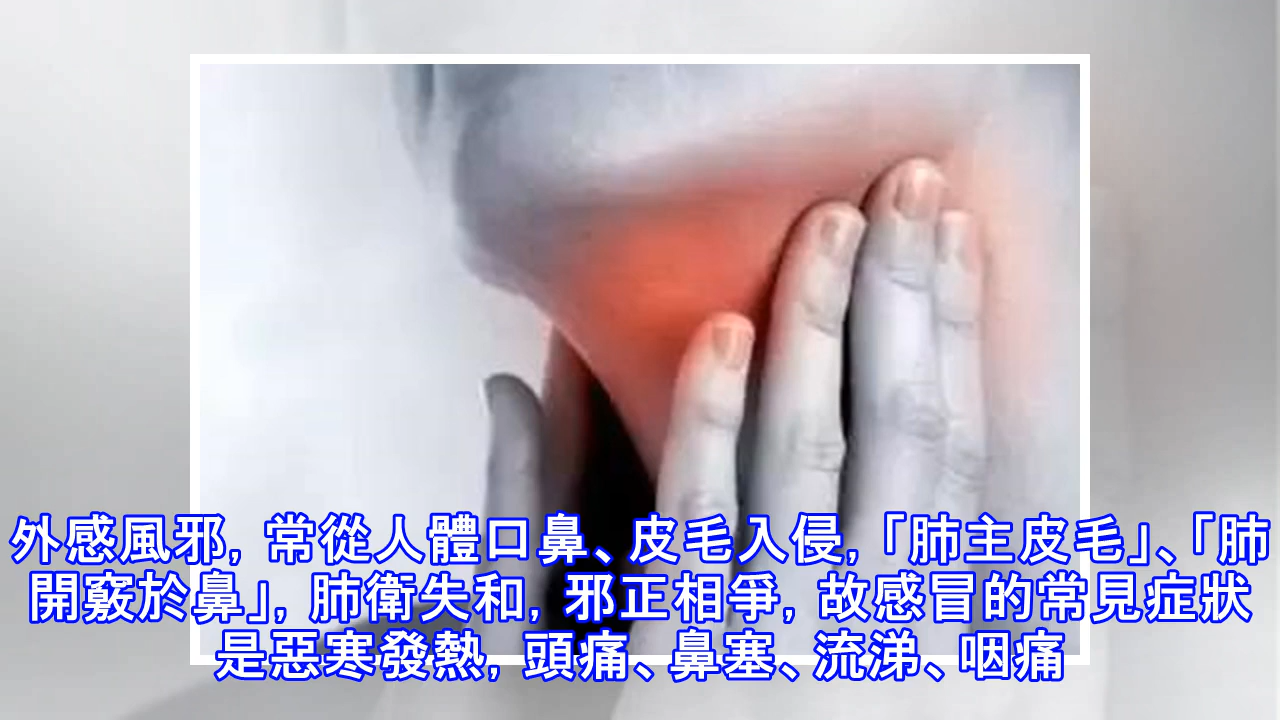 外感風邪, 常從人體口鼻、皮毛入侵,「肺主皮毛」、「肺
開竅於鼻」, 肺衛失和, 邪正相爭, 故感冒的常見症狀
是惡寒發熱, 頭痛、鼻塞、流涕、咽痛